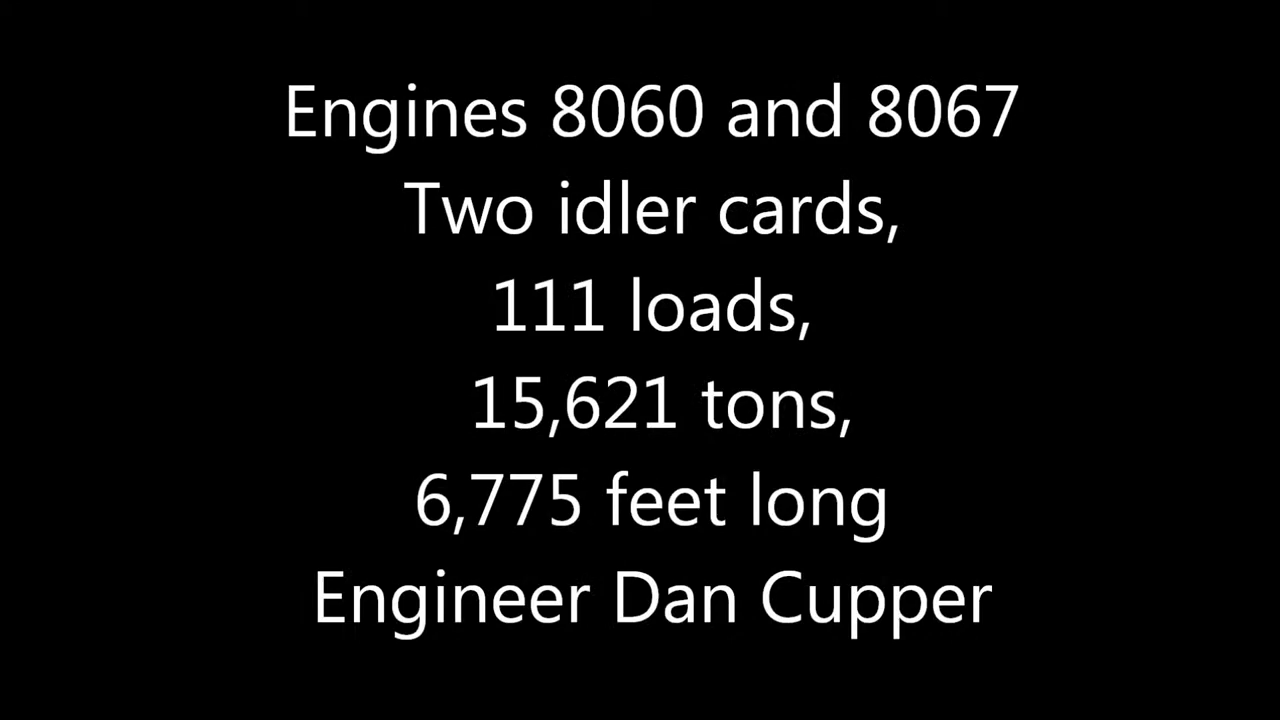 Engines 8060 and 8067
Two idler cards,
111 loads,
15,621 tons,
6,775 feet long
Engineer Dan Cupper